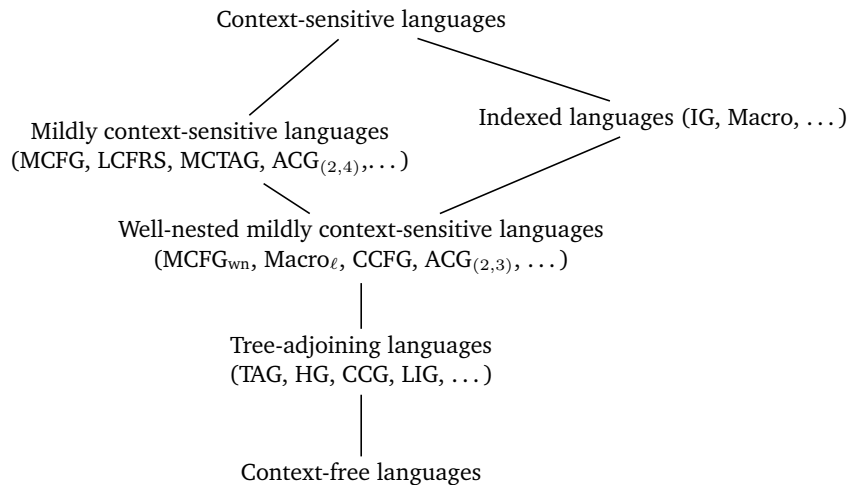 Context-sensitive languages
Indexed languages (IG, Macro, ...)
Mildly context-sensitive languages
(MCFG, LCFRS, MCTAG, ACG(2,4),...)
Well-nested mildly context-sensitive languages
(MCFGwn, Macroℓ, CCFG, ACG(2,3), ...)
Tree-adjoining languages
(TAG, HG, CCG, LIG, ...)
Context-free languages